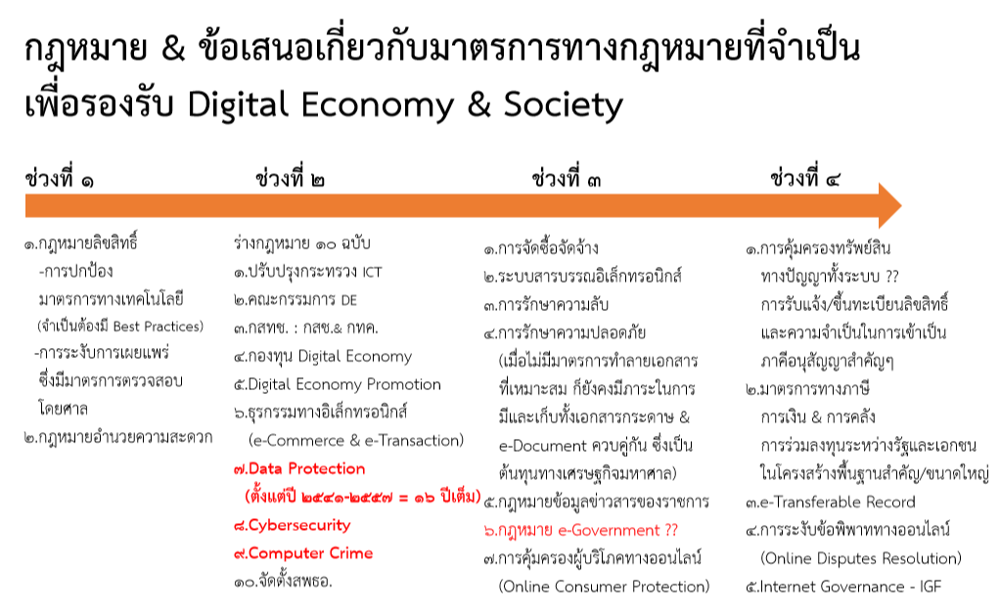 กฎหมาย & ข้อเสนอเกี่ยวกับมาตรการทางกฎหมายที่จำเป็น
เพื่อรองรับ Digital Economy & Society
ช่วงที่ ๑
๑.กฎหมายลิขสิทธิ์
-การปกป้อง
มาตรการทางเทคโนโลยี
(จำเป็นต้องมี Best Practices)
-การระงับการเผยแพร่
ซึ่งมีมาตรการตรวจสอบ
โดยศาล
๒.กฎหมายอำนวยความสะดวก
ช่วงที่ ๒
ร่างกฎหมาย ๑๐ ฉบับ
๑.ปรับปรุงกระทรวง ICT
๒.คณะกรรมการ DE
๓.กสทช. : กสช.& กทค.
๔.กองทุน Digital Economy
๕.Digital Economy Promotion
๖.ธุรกรรมทางอิเล็กทรอนิกส์
(e-Commerce & e-Transaction)
๗.Data Protection
(ตั้งแต่ปี ๒๕๔๑-๒๕๕๗ = ๑๖ ปีเต็ม)
๘.Cybersecurity
๙.Computer Crime
๑๐.จัดตั้งสพธอ.
ช่วงที่ ๓
๑.การจัดซื้อจัดจ้าง
๒.ระบบสารบรรณอิเล็กทรอนิกส์
๓.การรักษาความลับ
๔.การรักษาความปลอดภัย
(เมื่อไม่มีมาตรการทำลายเอกสาร
ที่เหมาะสม ก็ยังคงมีภาระในการ
มีและเก็บทั้งเอกสารกระดาษ &
e-Document ควบคู่กัน ซึ่งเป็น
ต้นทุนทางเศรษฐกิจมหาศาล)
๕.กฎหมายข้อมูลข่าวสารของราชการ
๖.กฎหมาย e-Government ??
๗.การคุ้มครองผู้บริโภคทางออนไลน์
(Online Consumer Protection)
ช่วงที่ ๔
๑.การคุ้มครองทรัพย์สิน
ทางปัญญาทั้งระบบ ??
การรับแจ้ง/ขึ้นทะเบียนลิขสิทธิ์
และความจำเป็นในการเข้าเป็น
ภาคีอนุสัญญาสำคัญๆ
๒.มาตรการทางภาษี
การเงิน & การคลัง
การร่วมลงทุนระหว่างรัฐและเอกชน
ในโครงสร้างพื้นฐานสำคัญ/ขนาดใหญ่
๓.e-Transferable Record
๔.การระงับข้อพิพาททางออนไลน์
(Online Disputes Resolution)
๕.Internet Governance - IGF